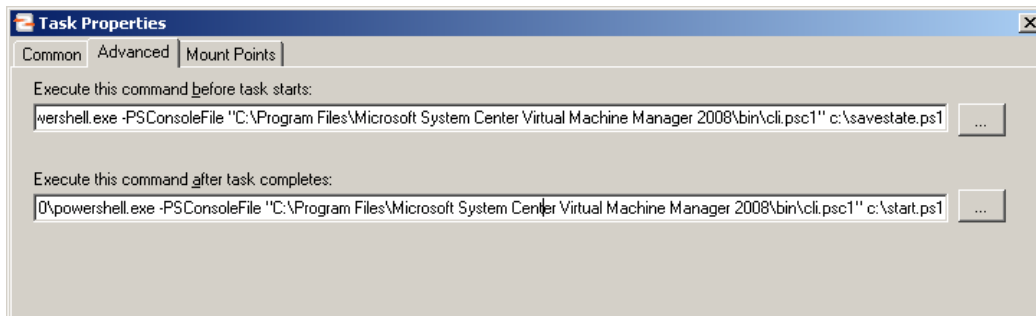 Task Properties
Common Advanced Mount Points
Execute this command before task starts:
wershell.exe -PSConsoleFile "C:\Program Files\Microsoft System Center Virtual Machine Manager 2008\bin\cli.psc1" c:\savestate.ps1
...
Execute this command after task completes:
0\powershell.exe -PSConsoleFile "C:\Program Files\Microsoft System Center Virtual Machine Manager 2008\bin\cli.psc1" c:\start.ps1
...